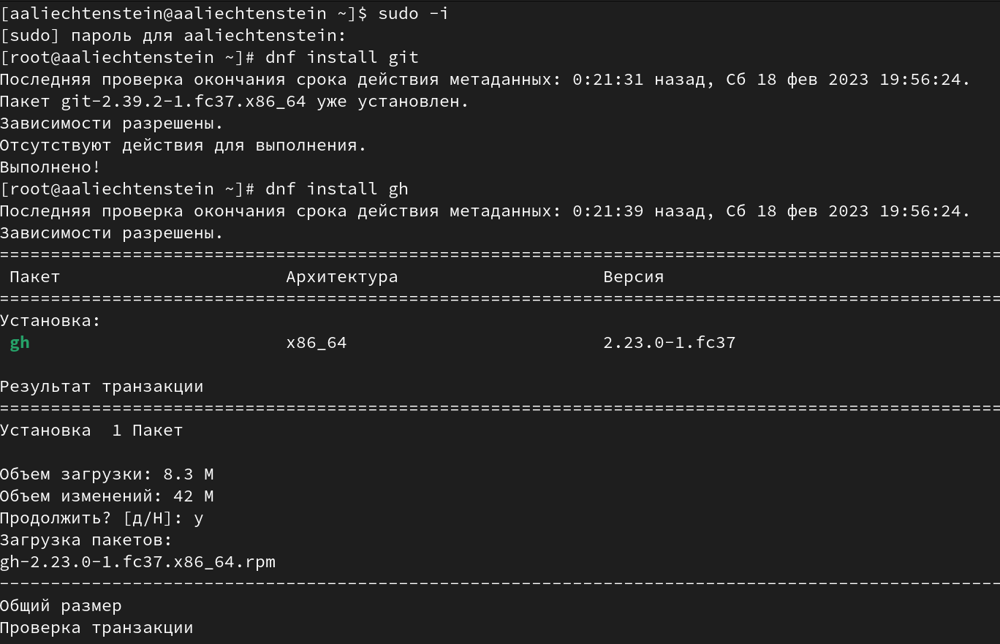 [aaliechtenstein@aaliechtenstein ~]$ sudo -i
[sudo] пароль для aaliechtenstein:
[root@aaliechtenstein ~]# dnf install git
Последняя проверка окончания срока действия метаданных: 0:21:31 назад, Сб 18 фев 2023 19:56:24.
Пакет git-2.39.2-1.fc37.x86_64 уже установлен.
Зависимости разрешены.
Отсутствуют действия для выполнения.
Выполнено!
[root@aaliechtenstein ~]# dnf install gh
Последняя проверка окончания срока действия метаданных: 0:21:39 назад, Сб 18 фев 2023 19:56:24.
Зависимости разрешены.
================================================================================
Пакет Архитектура Версия
================================================================================
Установка:
gh x86_64 2.23.0-1.fc37
Результат транзакции
================================================================================
Установка 1 Пакет
Объем загрузки: 8.3 M
Объем изменений: 42 M
Продолжить? [д/Н]: y
Загрузка пакетов:
gh-2.23.0-1.fc37.x86_64.rpm
--------------------------------------------------------------------------------
Общий размер
Проверка транзакции